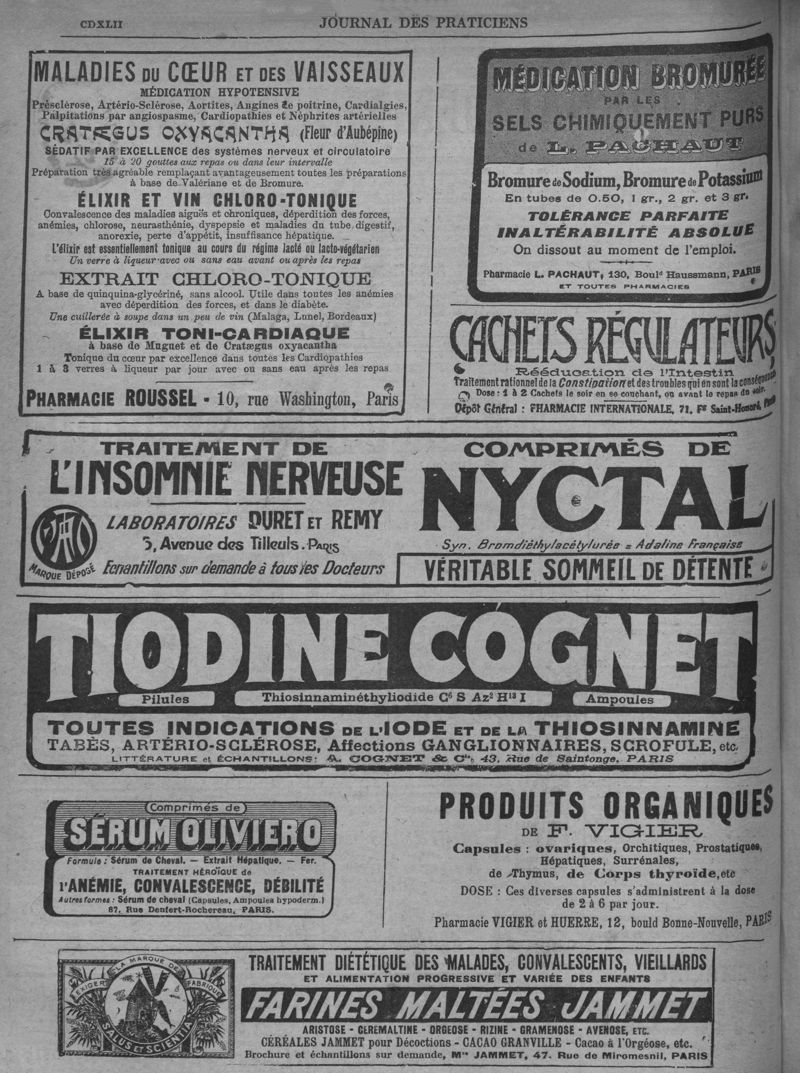 CDXLII
JOURNAL DES PRATICIENS
MALADIES DU CŒUR ET DES VAISSEAUX
MÉDICATION HYPOTENSIVE
Présclérose, Artério-Sclérose, Aortites, Angines de poitrine, Cardialgies,
Palpitations par angiospasme, Cardiopathies et Néphrites artérielles
CRATÆGUS OXYACANTHA (Fleur d'Aubépine)
SÉDATIF PAR EXCELLENCE des systèmes nerveux et circulatoire
15 à 20 gouttes aux repas ou dans leur intervalle
Préparation très agréable remplaçant avantageusement toutes les préparations
à base de Valériane et de Bromure.
ÉLIXIR ET VIN CHLORO-TONIQUE
Convalescence des maladies aiguës et chroniques, déperdition des forces,
anémies, chlorose, neurasthénie, dyspepsie et maladies du tube digestif,
anorexie, perte d'appétit, insuffisance hépatique.
L'élixir est essentiellement tonique au cours du régime lacté ou lacto-végétarien
Un verre à liqueur avec ou sans eau avant ou après les repas
EXTRAIT CHLORO-TONIQUE
A base de quinquina-glycériné, sans alcool. Utile dans toutes les anémies
avec déperdition des forces, et dans le diabète.
Une cuillerée à soupe dans un peu de vin (Malaga, Lunel, Bordeaux)
ÉLIXIR TONI-CARDIAQUE
à base de Muguet et de Cratægus oxyacantha
Tonique du cœur par excellence dans toutes les Cardiopathies
1 à 3 verres à liqueur par jour avec ou sans eau après les repas
PHARMACIE ROUSSEL - 10, rue Washington, Paris
MÉDICATION BROMURÉE
PAR LES
SELS CHIMIQUEMENT PURS
de L. PACHAUT
Bromure de Sodium, Bromure de Potassium
En tubes de 0.50, 1 gr., 2 gr. et 3 gr.
TOLÉRANCE PARFAITE
INALTÉRABILITÉ ABSOLUE
On dissout au moment de l'emploi.
Pharmacie L. PACHAUT, 130, Boulᵈ Haussmann, PARIS
ET TOUTES PHARMACIES
CACHETS RÉGULATEURS
Rééducation de l'Intestin
Traitement rationnel de la Constipation et des troubles qui en sont la conséquence
Dose: 1 à 2 Cachets le soir en se couchant, ou avant le repas du soir.
Dépôt Général : PHARMACIE INTERNATIONALE, 71, Fᵍ Saint-Honoré, Paris
TRAITEMENT DE
L'INSOMNIE NERVEUSE
LABORATOIRES DURET ET REMY
5, Avenue des Tilleuls. PARIS
MARQUE DÉPOSÉ
Echantillons sur demande à tous les Docteurs
COMPRIMÉS DE
NYCTAL
Syn. Bromdiéthylacétylurée = Adaline Française
VÉRITABLE SOMMEIL DE DÉTENTE
TIODINE COGNET
Pilules
Thiosinnaminéthyliodide C⁶ S Az² H¹³ I
Ampoules
TOUTES INDICATIONS DE L'IODE ET DE LA THIOSINNAMINE
TABÈS, ARTÉRIO-SCLÉROSE, Affections GANGLIONNAIRES, SCROFULE, etc.
LITTÉRATURE et ÉCHANTILLONS: A. COGNET & Cⁱᵉ, 43, Rue de Saintonge, PARIS
Comprimés de
SÉRUM OLIVIERO
Formule : Sérum de Cheval. — Extrait Hépatique. — Fer.
TRAITEMENT HÉROÏQUE de
l'ANÉMIE, CONVALESCENCE, DÉBILITÉ
Autres formes : Sérum de cheval (Capsules, Ampoules hypoderm.)
87, Rue Denfert-Rochereau, PARIS.
PRODUITS ORGANIQUES
DE F. VIGIER
Capsules : ovariques, Orchitiques, Prostatiques,
Hépatiques, Surrénales,
de Thymus, de Corps thyroïde, etc
DOSE : Ces diverses capsules s'administrent à la dose
de 2 à 6 par jour.
Pharmacie VIGIER et HUERRE, 12, bould Bonne-Nouvelle, PARIS
EXIGER LA MARQUE DE FABRIQUE
SALUS ET SCIENTIA
TRAITEMENT DIÉTÉTIQUE DES MALADES, CONVALESCENTS, VIEILLARDS
ET ALIMENTATION PROGRESSIVE ET VARIÉE DES ENFANTS
FARINES MALTÉES JAMMET
ARISTOSE - CEREMALTINE - ORGEOSE - RIZINE - GRAMENOSE - AVENOSE, ETC.
CÉRÉALES JAMMET pour Décoctions - CACAO GRANVILLE - Cacao à l'Orgéose, etc.
Brochure et échantillons sur demande, Mᵒⁿ JAMMET, 47. Rue de Miromesnil, PARIS